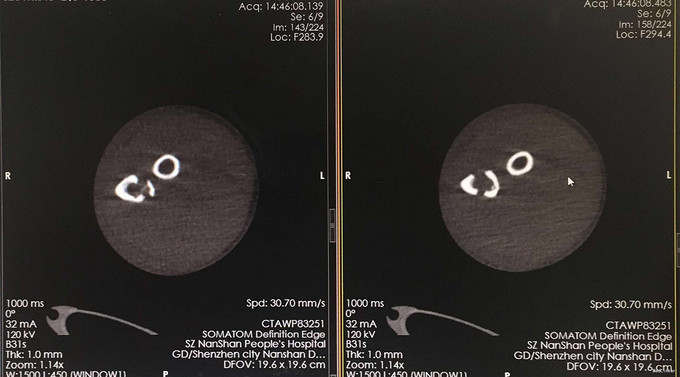 Acq: 14:46:08.139
Se: 6/9
Im: 143/224
Loc: F283.9
R
L
1000 ms
0°
32 mA
120 kV
B31s
Thk: 1.0 mm
Zoom: 1.14x
W:1500 L:450 (WINDOW1)
P
Spd: 30.70 mm/s
CTAWP83251
SOMATOM Definition Edge
SZ NanShan People's Hospital
GD/Shenzhen city Nanshan D...
DFOV: 19.6 x 19.6 cm
Acq: 14:46:08.483
Se: 6/9
Im: 158/224
Loc: F294.4
R
L
1000 ms
0°
32 mA
120 kV
B31s
Thk: 1.0 mm
Zoom: 1.14x
W:1500 L:450 (WINDOW1)
P
Spd: 30.70 mm/s
CTAWP83251
SOMATOM Definition Edge
SZ NanShan People's Hospital
GD/Shenzhen city Nanshan D...
DFOV: 19.6 x 19.6 cm